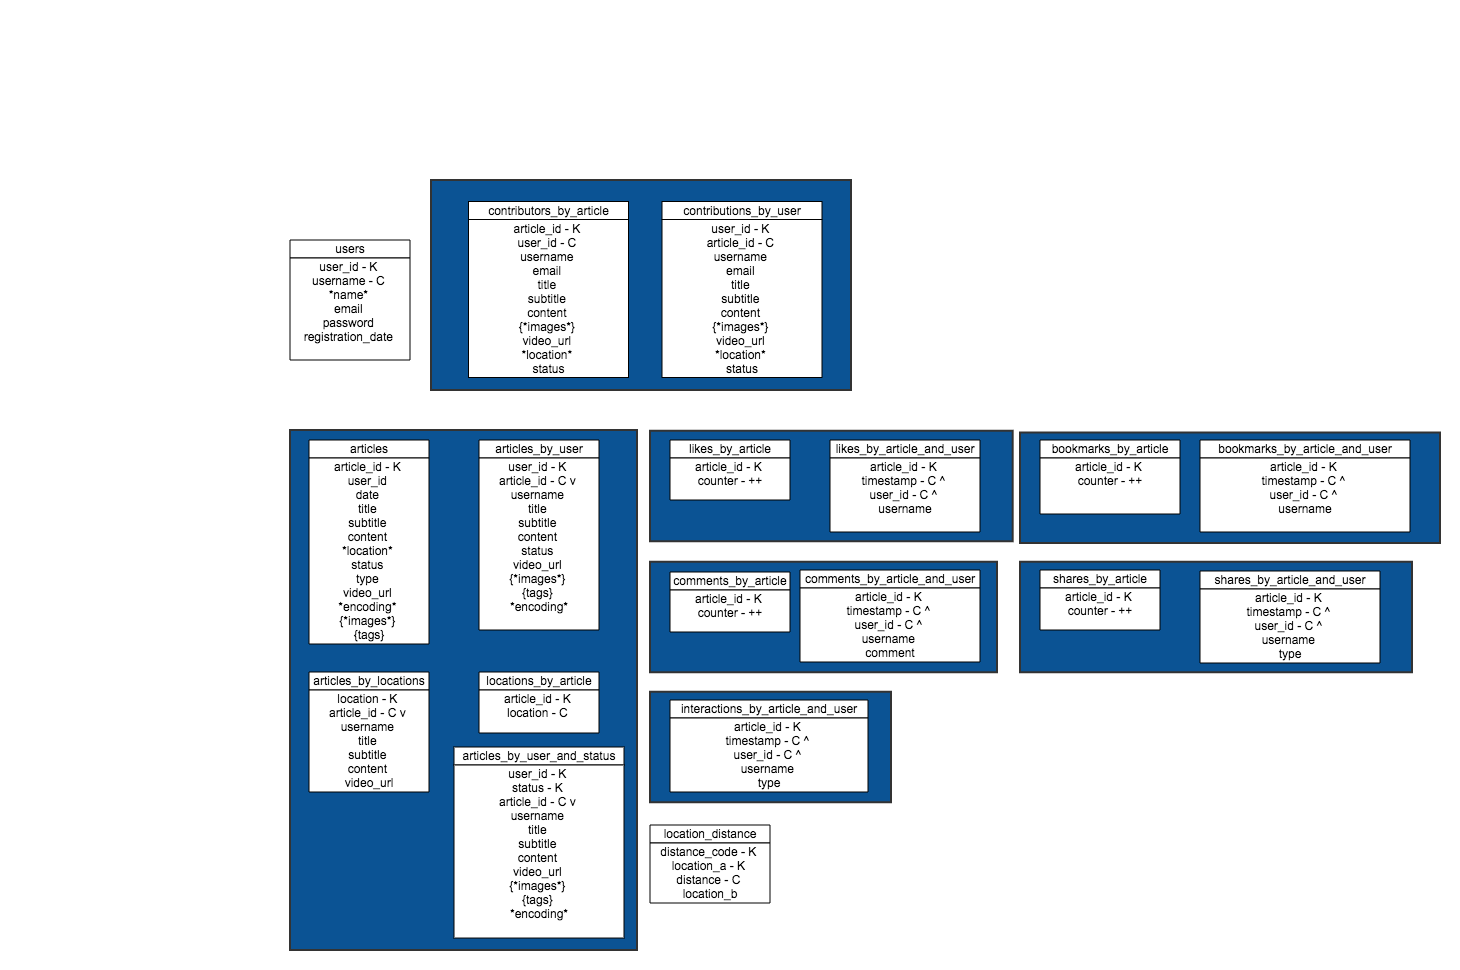 contributors_by_article
article_id - K
user_id - C
username
email
title
subtitle
content
{*images*}
video_url
*location*
status
contributions_by_user
user_id - K
article_id - C
username
email
title
subtitle
content
{*images*}
video_url
*location*
status
users
user_id - K
username - C
*name*
email
password
registration_date
articles
article_id - K
user_id
date
title
subtitle
content
*location*
status
type
video_url
*encoding*
{*images*}
{tags}
articles_by_user
user_id - K
article_id - C v
username
title
subtitle
content
status
video_url
{*images*}
{tags}
*encoding*
articles_by_locations
location - K
article_id - C v
username
title
subtitle
content
video_url
locations_by_article
article_id - K
location - C
articles_by_user_and_status
user_id - K
status - K
article_id - C v
username
title
subtitle
content
video_url
{*images*}
{tags}
*encoding*
likes_by_article
article_id - K
counter - ++
likes_by_article_and_user
article_id - K
timestamp - C ^
user_id - C ^
username
bookmarks_by_article
article_id - K
counter - ++
bookmarks_by_article_and_user
article_id - K
timestamp - C ^
user_id - C ^
username
comments_by_article
article_id - K
counter - ++
comments_by_article_and_user
article_id - K
timestamp - C ^
user_id - C ^
username
comment
shares_by_article
article_id - K
counter - ++
shares_by_article_and_user
article_id - K
timestamp - C ^
user_id - C ^
username
type
interactions_by_article_and_user
article_id - K
timestamp - C ^
user_id - C ^
username
type
location_distance
distance_code - K
location_a - K
distance - C
location_b